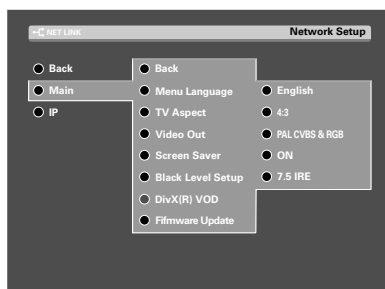 NET LINK Network Setup
Back Back
Main Menu Language English
IP TV Aspect 4:3
Video Out PAL CVBS & RGB
Screen Saver ON
Black Level Setup 7.5 IRE
DivX(R) VOD
Fifmware Update